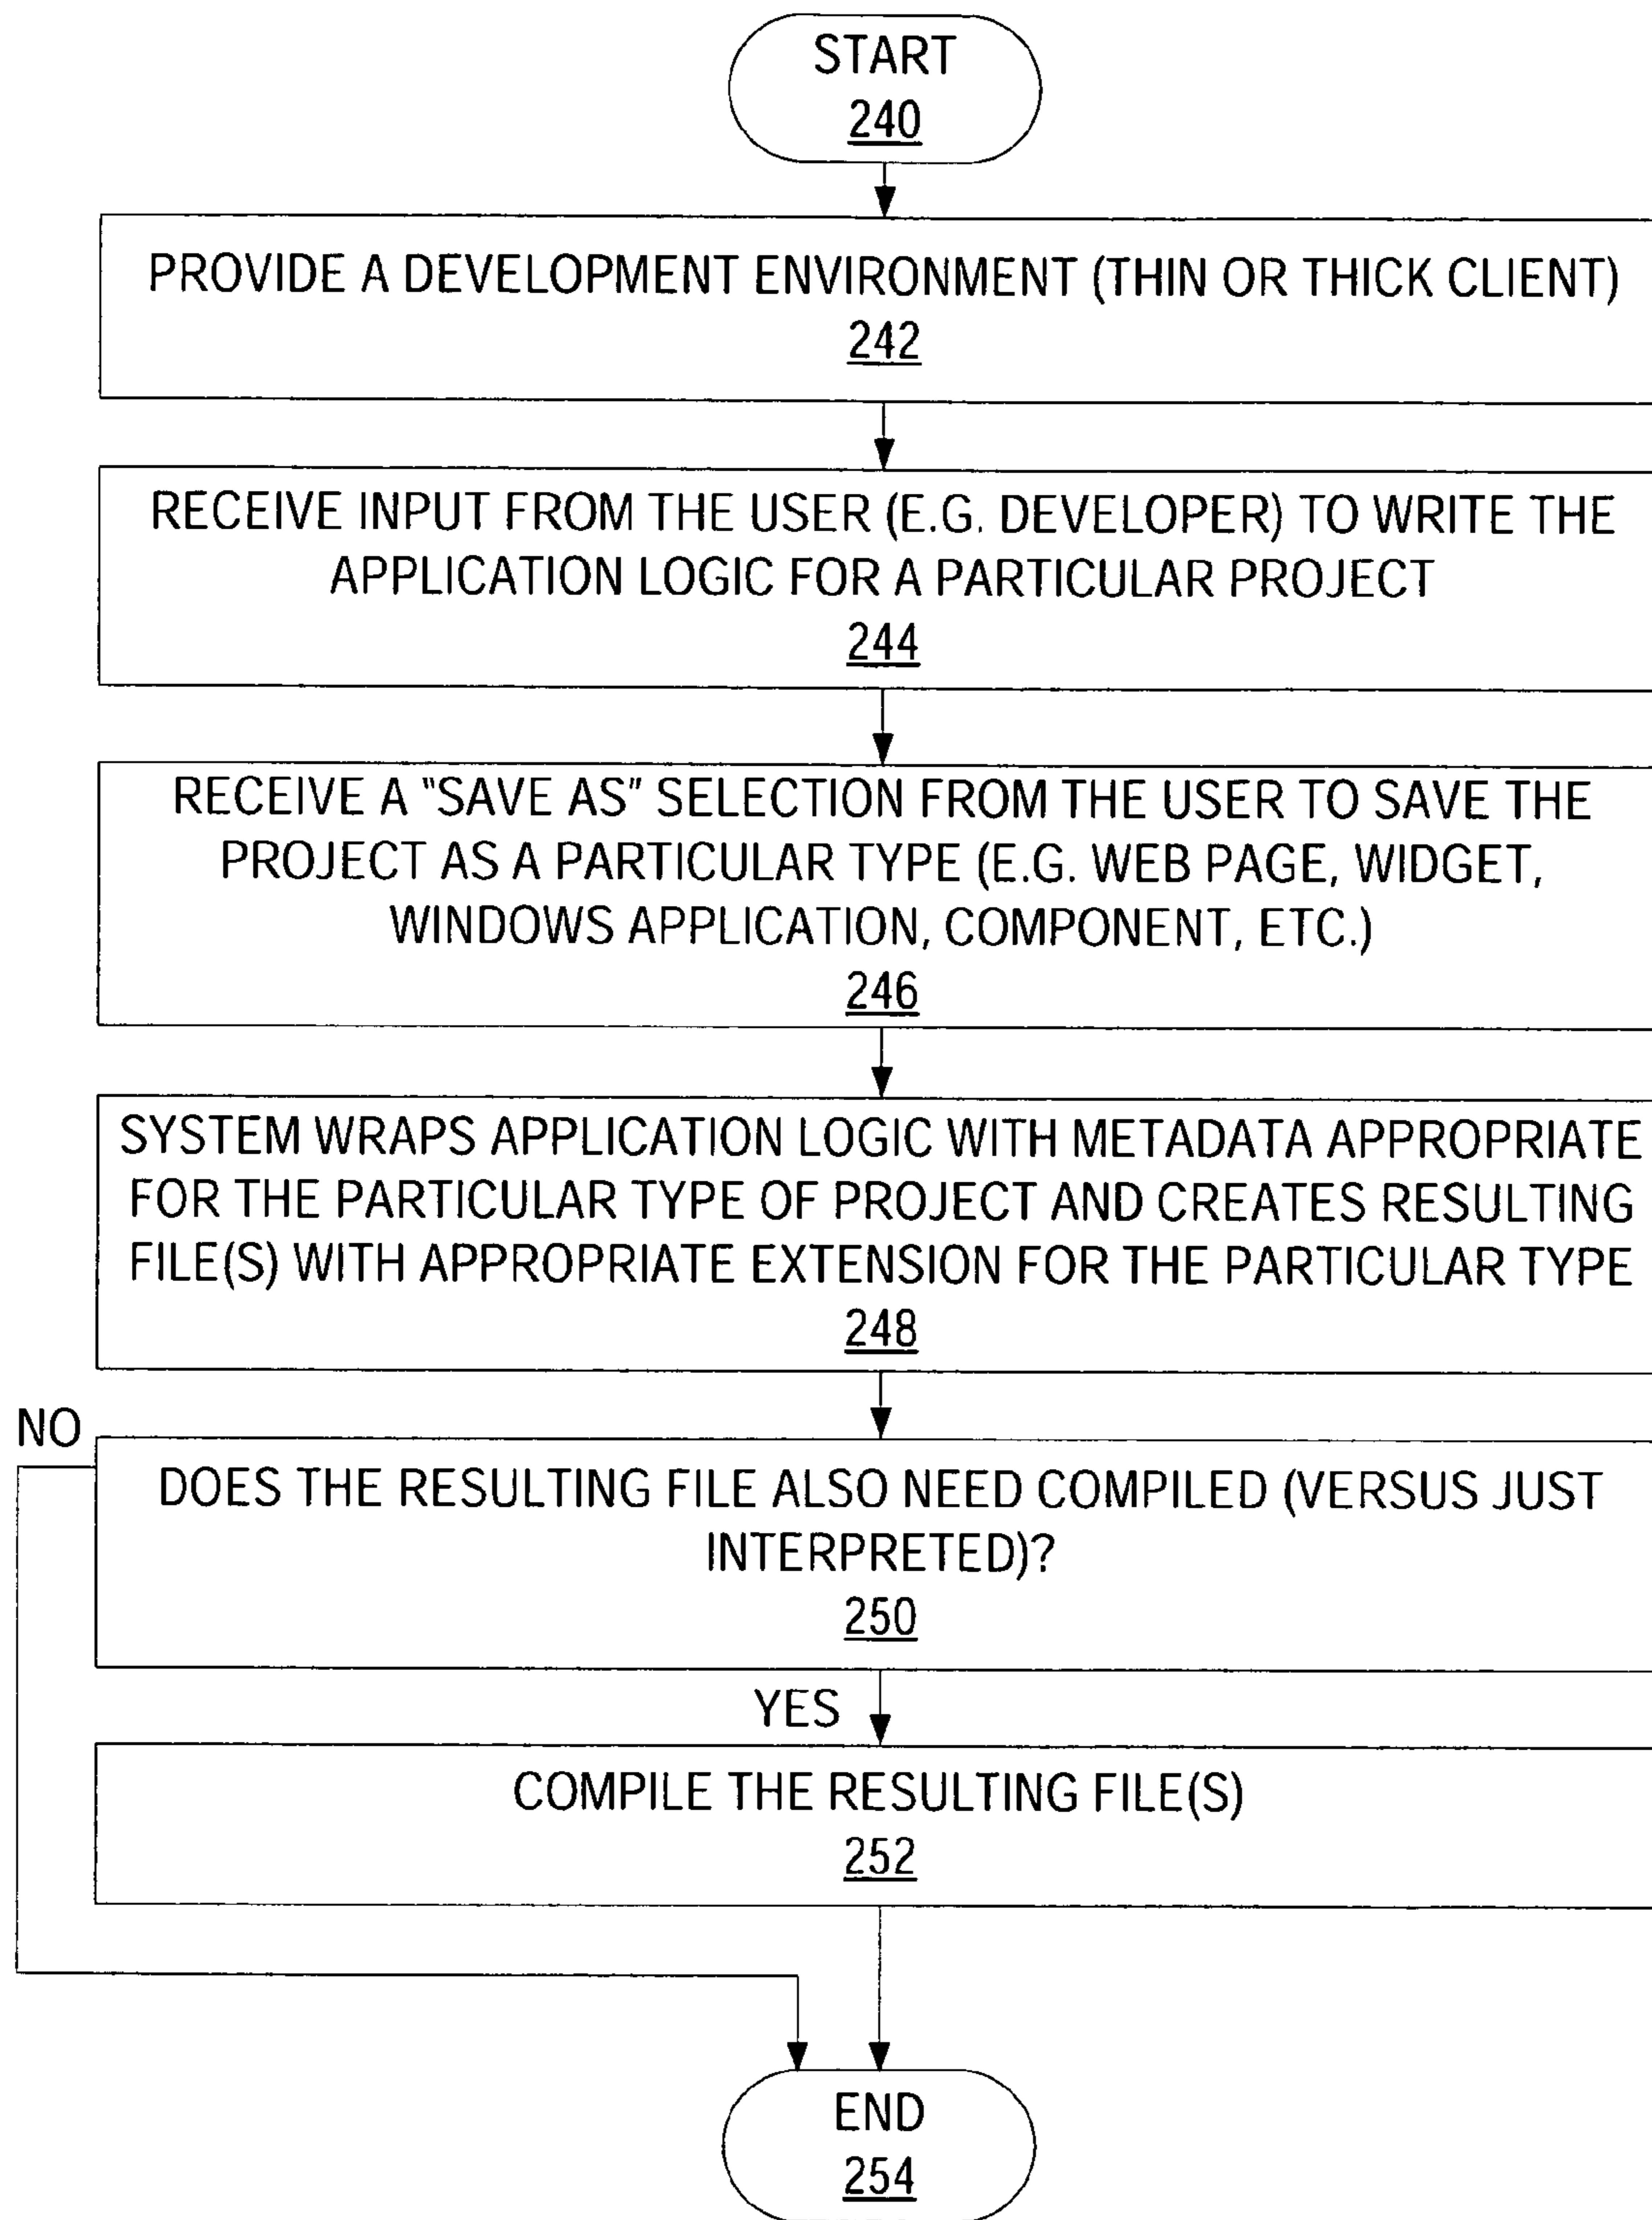 START
240
PROVIDE A DEVELOPMENT ENVIRONMENT (THIN OR THICK CLIENT)
242
RECEIVE INPUT FROM THE USER (E.G. DEVELOPER) TO WRITE THE
APPLICATION LOGIC FOR A PARTICULAR PROJECT
244
RECEIVE A "SAVE AS" SELECTION FROM THE USER TO SAVE THE
PROJECT AS A PARTICULAR TYPE (E.G. WEB PAGE, WIDGET,
WINDOWS APPLICATION, COMPONENT, ETC.)
246
SYSTEM WRAPS APPLICATION LOGIC WITH METADATA APPROPRIATE
FOR THE PARTICULAR TYPE OF PROJECT AND CREATES RESULTING
FILE(S) WITH APPROPRIATE EXTENSION FOR THE PARTICULAR TYPE
248
NO
DOES THE RESULTING FILE ALSO NEED COMPILED (VERSUS JUST
INTERPRETED)?
250
YES
COMPILE THE RESULTING FILE(S)
252
END
254